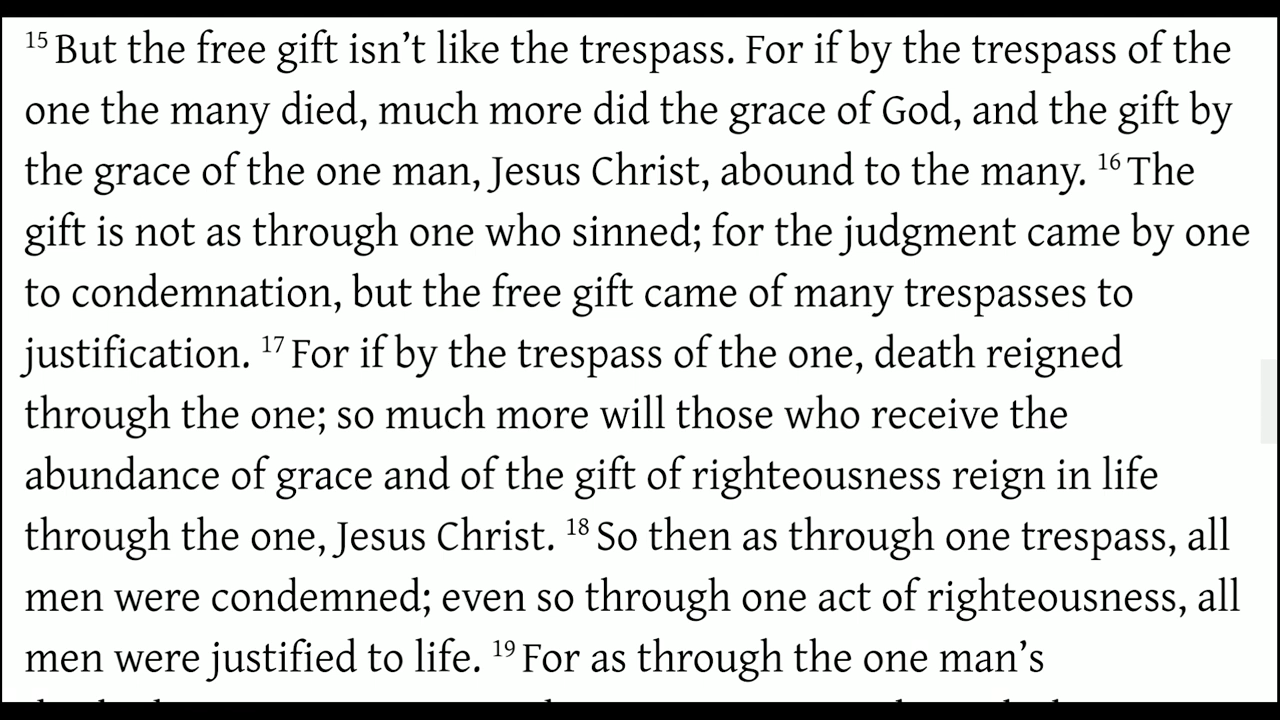 15 But the free gift isn’t like the trespass. For if by the trespass of the
one the many died, much more did the grace of God, and the gift by
the grace of the one man, Jesus Christ, abound to the many. 16 The
gift is not as through one who sinned; for the judgment came by one
to condemnation, but the free gift came of many trespasses to
justification. 17 For if by the trespass of the one, death reigned
through the one; so much more will those who receive the
abundance of grace and of the gift of righteousness reign in life
through the one, Jesus Christ. 18 So then as through one trespass, all
men were condemned; even so through one act of righteousness, all
men were justified to life. 19 For as through the one man’s